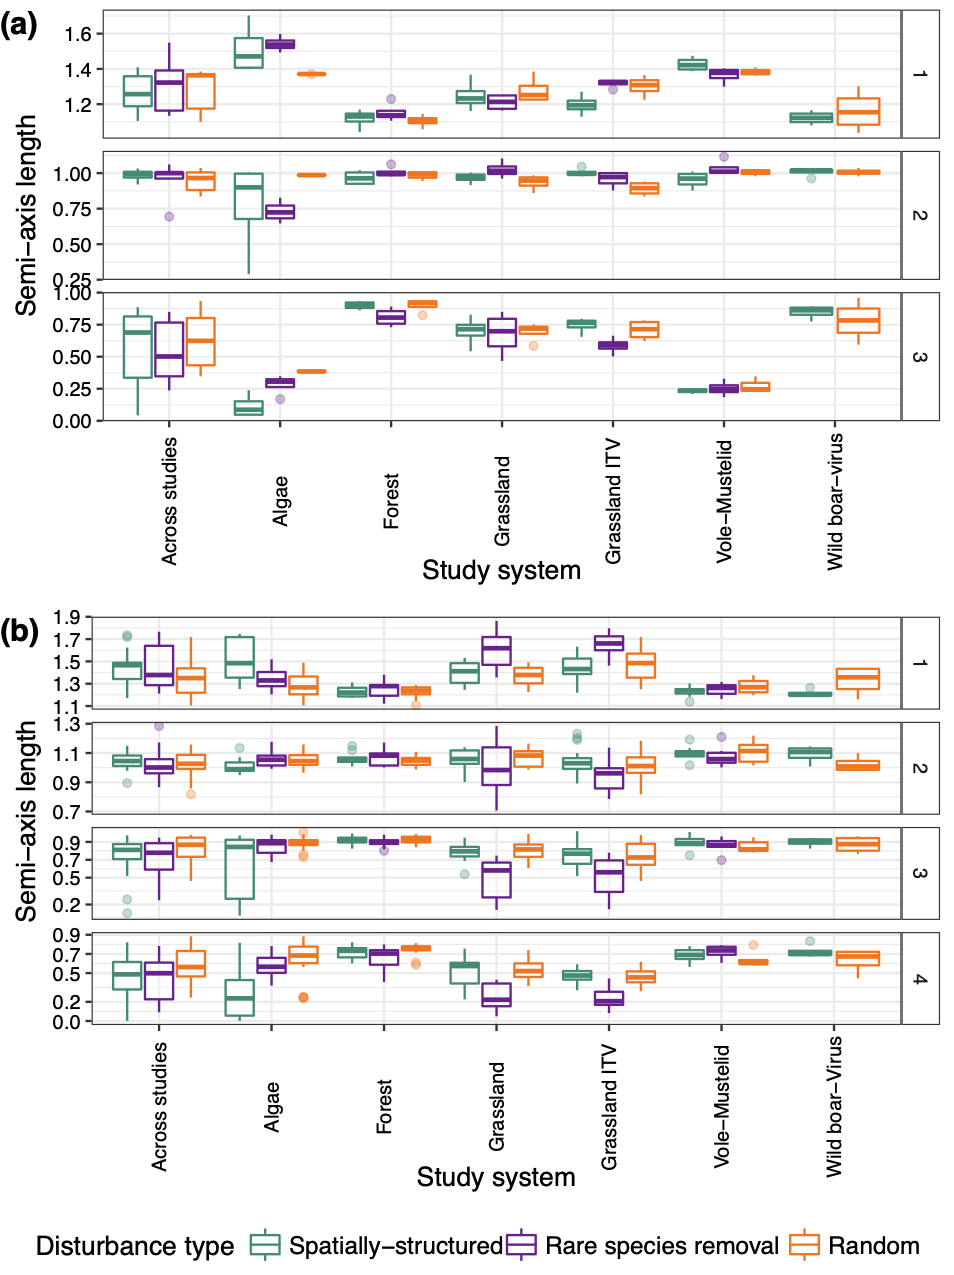 (a)
Semi−axis length
1.6
1.4
1.2
1
1.00
0.75
0.50
0.25
2
1.00
0.75
0.50
0.25
0.00
3
Across studies
Algae
Forest
Grassland
Grassland ITV
Vole−Mustelid
Wild boar−virus
Study system
(b)
Semi−axis length
1.9
1.7
1.5
1.3
1.1
1
1.3
1.1
0.9
0.7
2
0.9
0.7
0.5
0.2
3
0.9
0.7
0.5
0.2
0.0
4
Across studies
Algae
Forest
Grassland
Grassland ITV
Vole−Mustelid
Wild boar−Virus
Study system
Disturbance type Spatially−structured Rare species removal Random